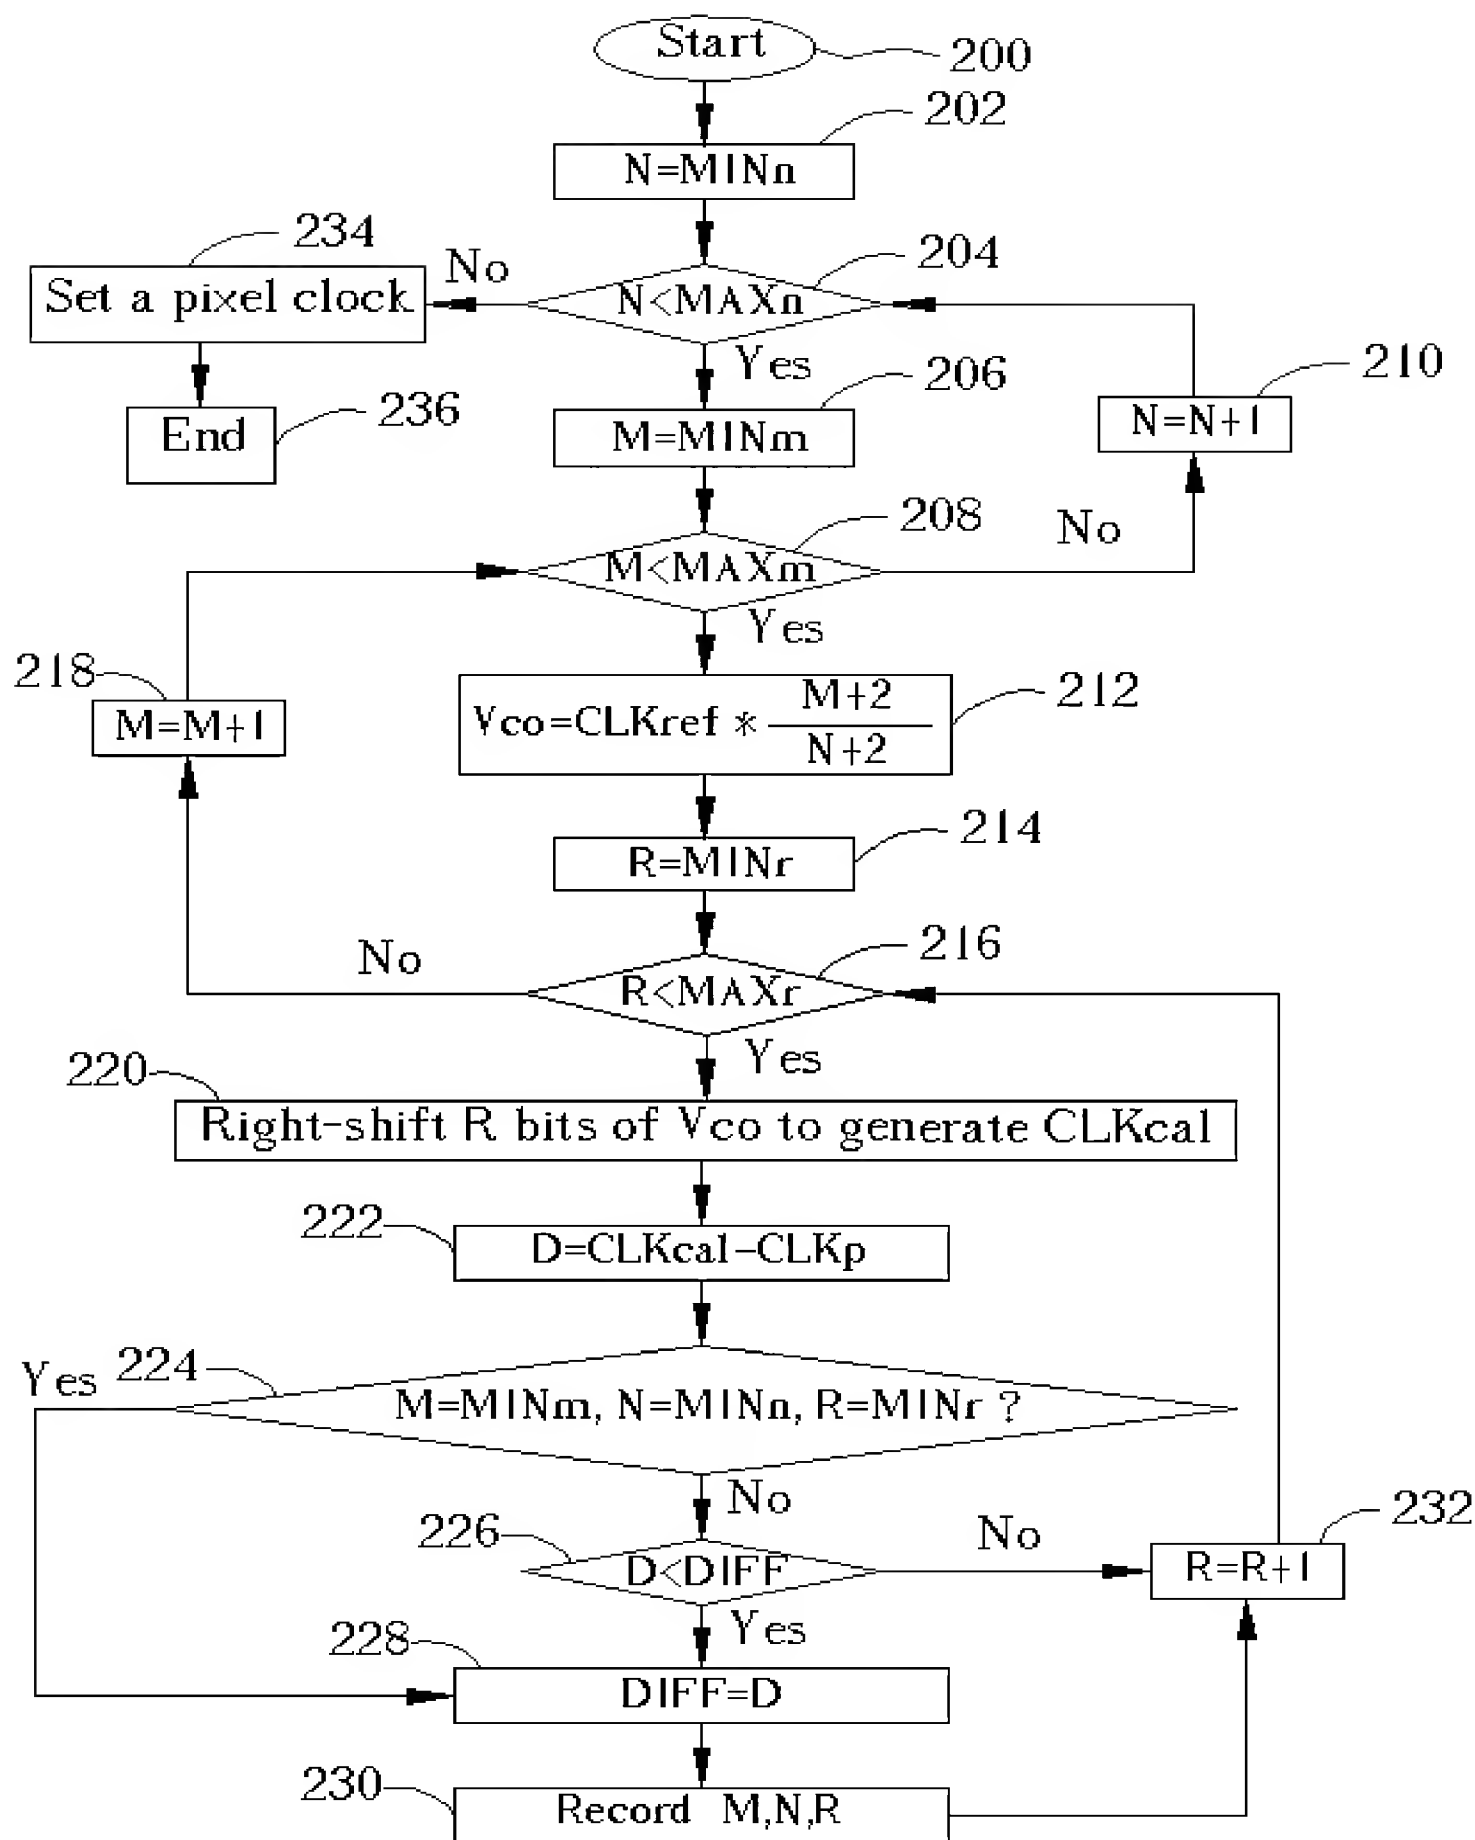 Start
200
202
N=MINn
234
No
204
Set a pixel clock
N<MAXn
Yes
206
210
236
End
M=MINm
N=N+1
208
No
M<MAXm
Yes
218
M=M+1
212
Vco=CLKref * M+2
N+2
214
R=MINr
216
No
R<MAXr
Yes
220
Right-shift R bits of Vco to generate CLKcal
222
D=CLKcal-CLKp
Yes
224
M=MINm, N=MINn, R=MINr ?
No
226
No
232
D<DIFF
R=R+1
Yes
228
DIFF=D
230
Record M,N,R